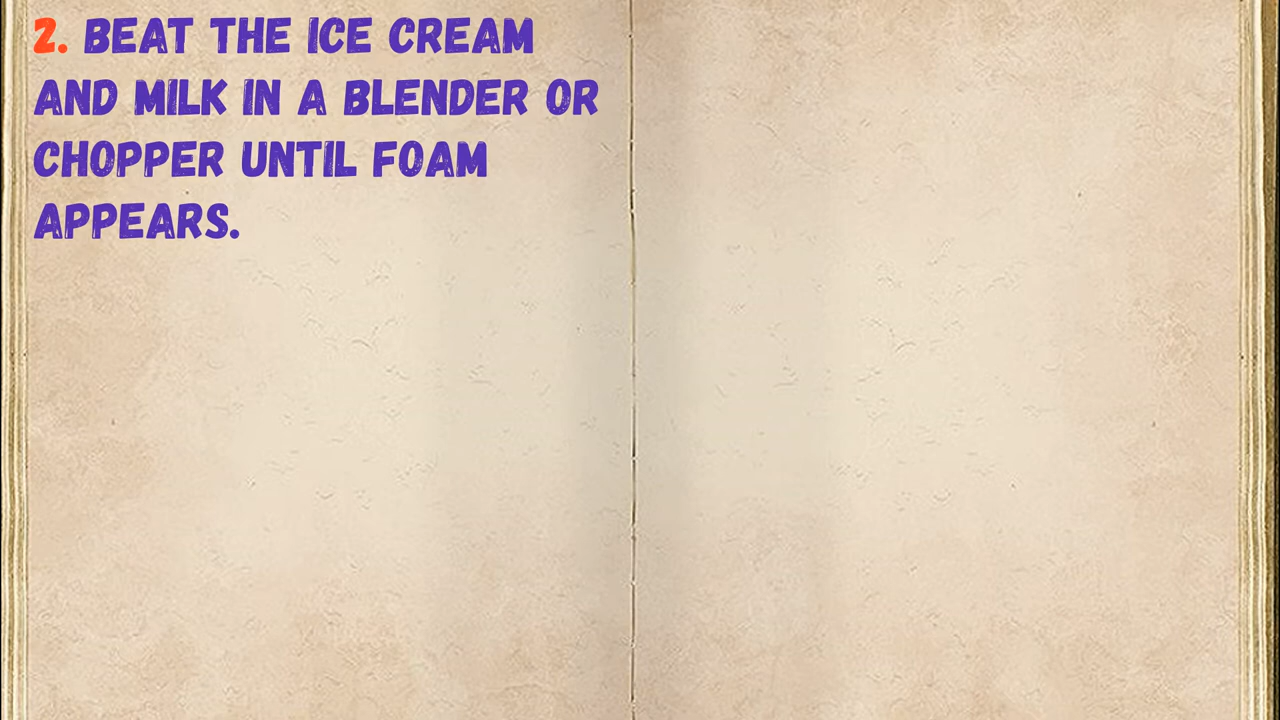 2. BEAT THE ICE CREAM
AND MILK IN A BLENDER OR
CHOPPER UNTIL FOAM
APPEARS.